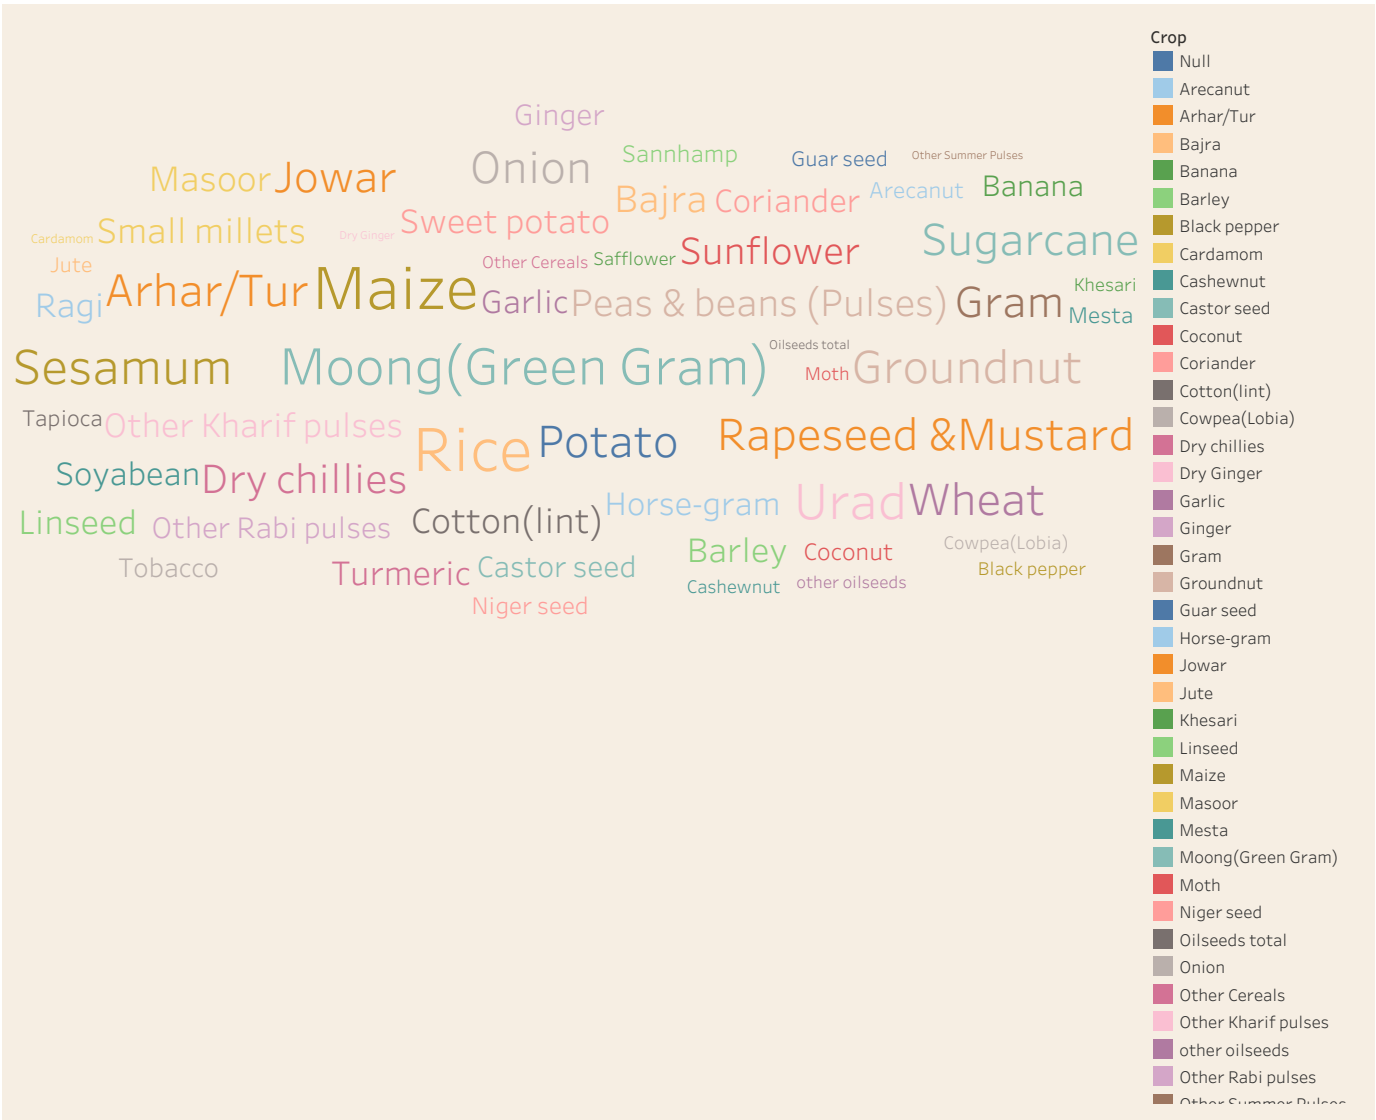 Ginger
Onion
Sannhamp
Guar seed
Other Summer Pulses
Masoor
Jowar
Bajra
Coriander
Arecanut
Banana
Cardamom
Small millets
Dry Ginger
Sweet potato
Other Cereals
Safflower
Sunflower
Sugarcane
Jute
Ragi
Arhar/Tur
Maize
Garlic
Peas & beans (Pulses)
Gram
Khesari
Mesta
Sesamum
Moong(Green Gram)
Oilseeds total
Moth
Groundnut
Tapioca
Other Kharif pulses
Rice
Potato
Rapeseed &Mustard
Soyabean
Dry chillies
Horse-gram
Urad
Wheat
Linseed
Other Rabi pulses
Cotton(lint)
Barley
Coconut
Cowpea(Lobia)
Tobacco
Turmeric
Castor seed
Cashewnut
other oilseeds
Black pepper
Niger seed
Crop
Null
Arecanut
Arhar/Tur
Bajra
Banana
Barley
Black pepper
Cardamom
Cashewnut
Castor seed
Coconut
Coriander
Cotton(lint)
Cowpea(Lobia)
Dry chillies
Dry Ginger
Garlic
Ginger
Gram
Groundnut
Guar seed
Horse-gram
Jowar
Jute
Khesari
Linseed
Maize
Masoor
Mesta
Moong(Green Gram)
Moth
Niger seed
Oilseeds total
Onion
Other Cereals
Other Kharif pulses
other oilseeds
Other Rabi pulses
Other Summer Pulses